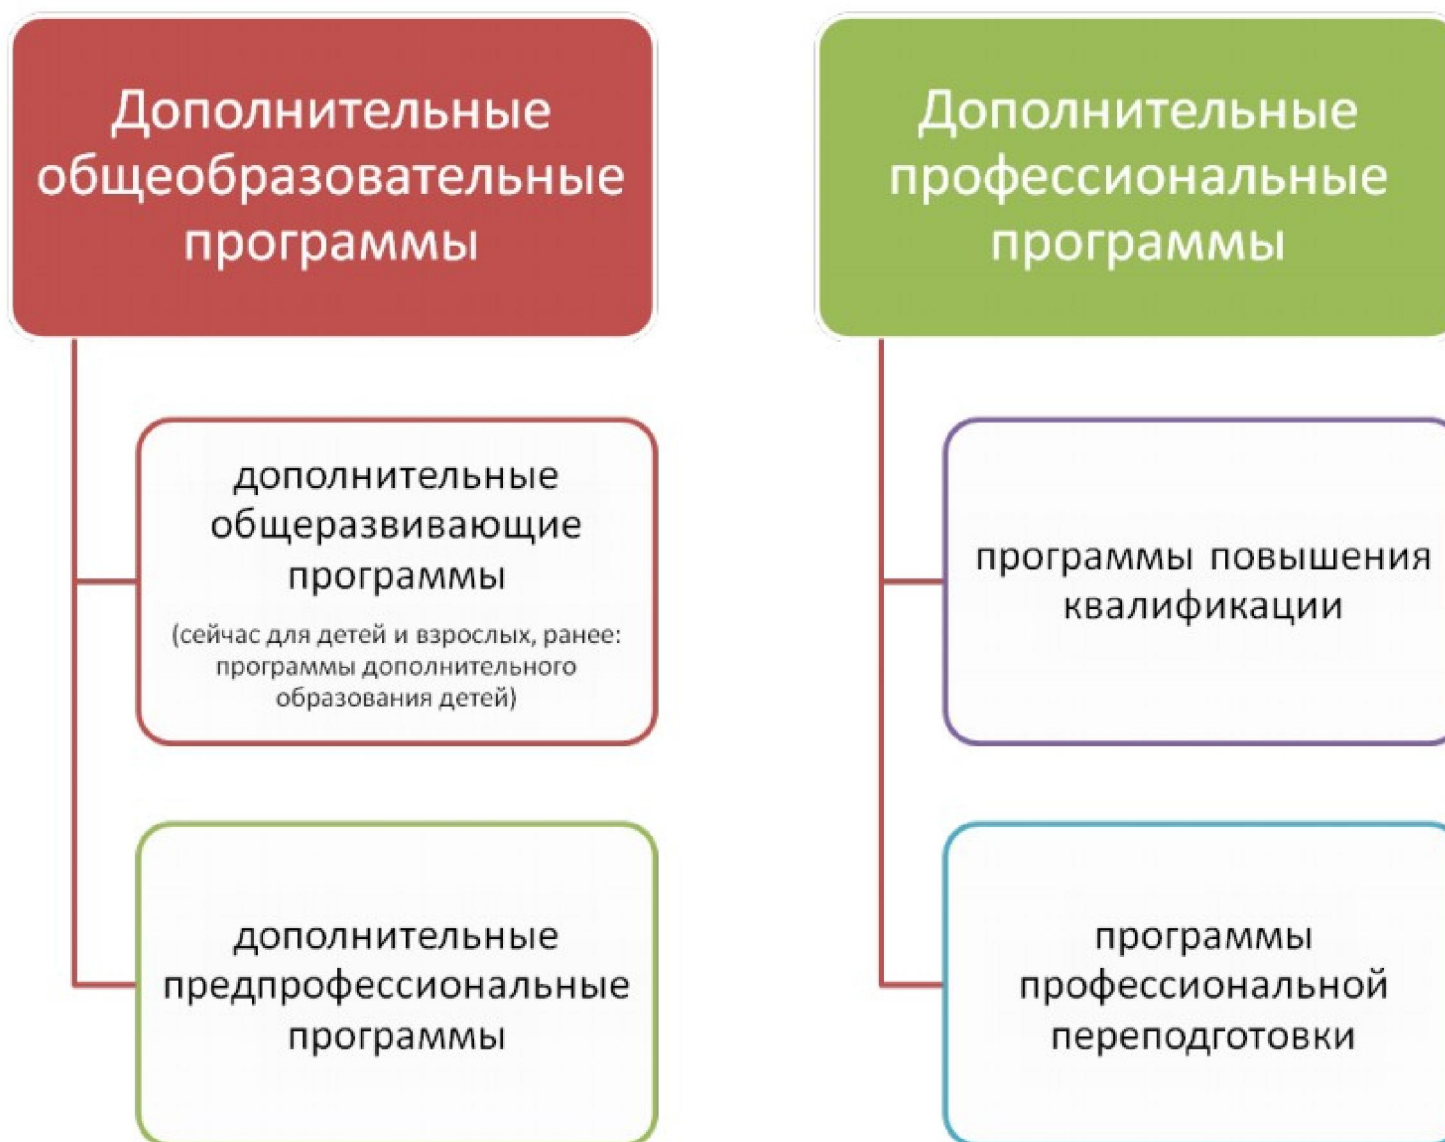 Дополнительные
общеобразовательные
программы
дополнительные
общеразвивающие
программы
(сейчас для детей и взрослых, ранее:
программы дополнительного
образования детей)
дополнительные
предпрофессиональные
программы
Дополнительные
профессиональные
программы
программы повышения
квалификации
программы
профессиональной
переподготовки